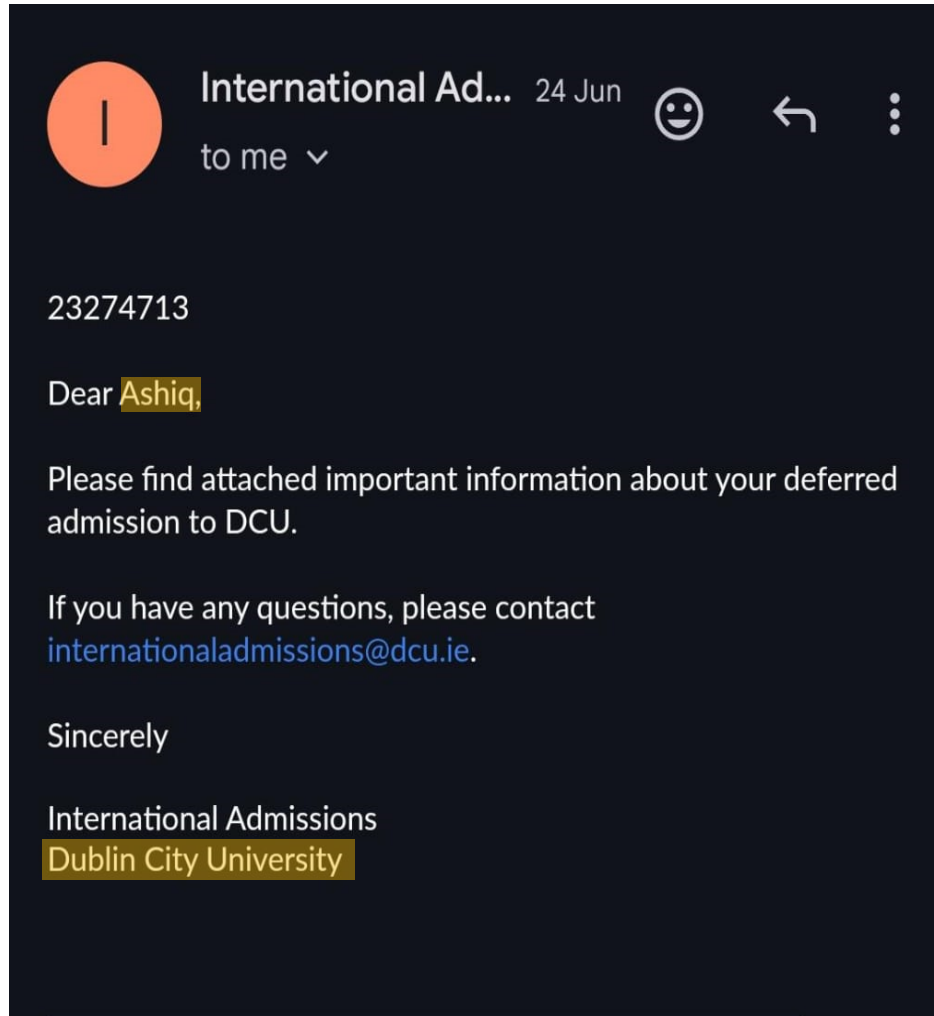 I
International Ad... 24 Jun
to me
23274713
Dear Ashiq,
Please find attached important information about your deferred
admission to DCU.
If you have any questions, please contact
internationaladmissions@dcu.ie.
Sincerely
International Admissions
Dublin City University